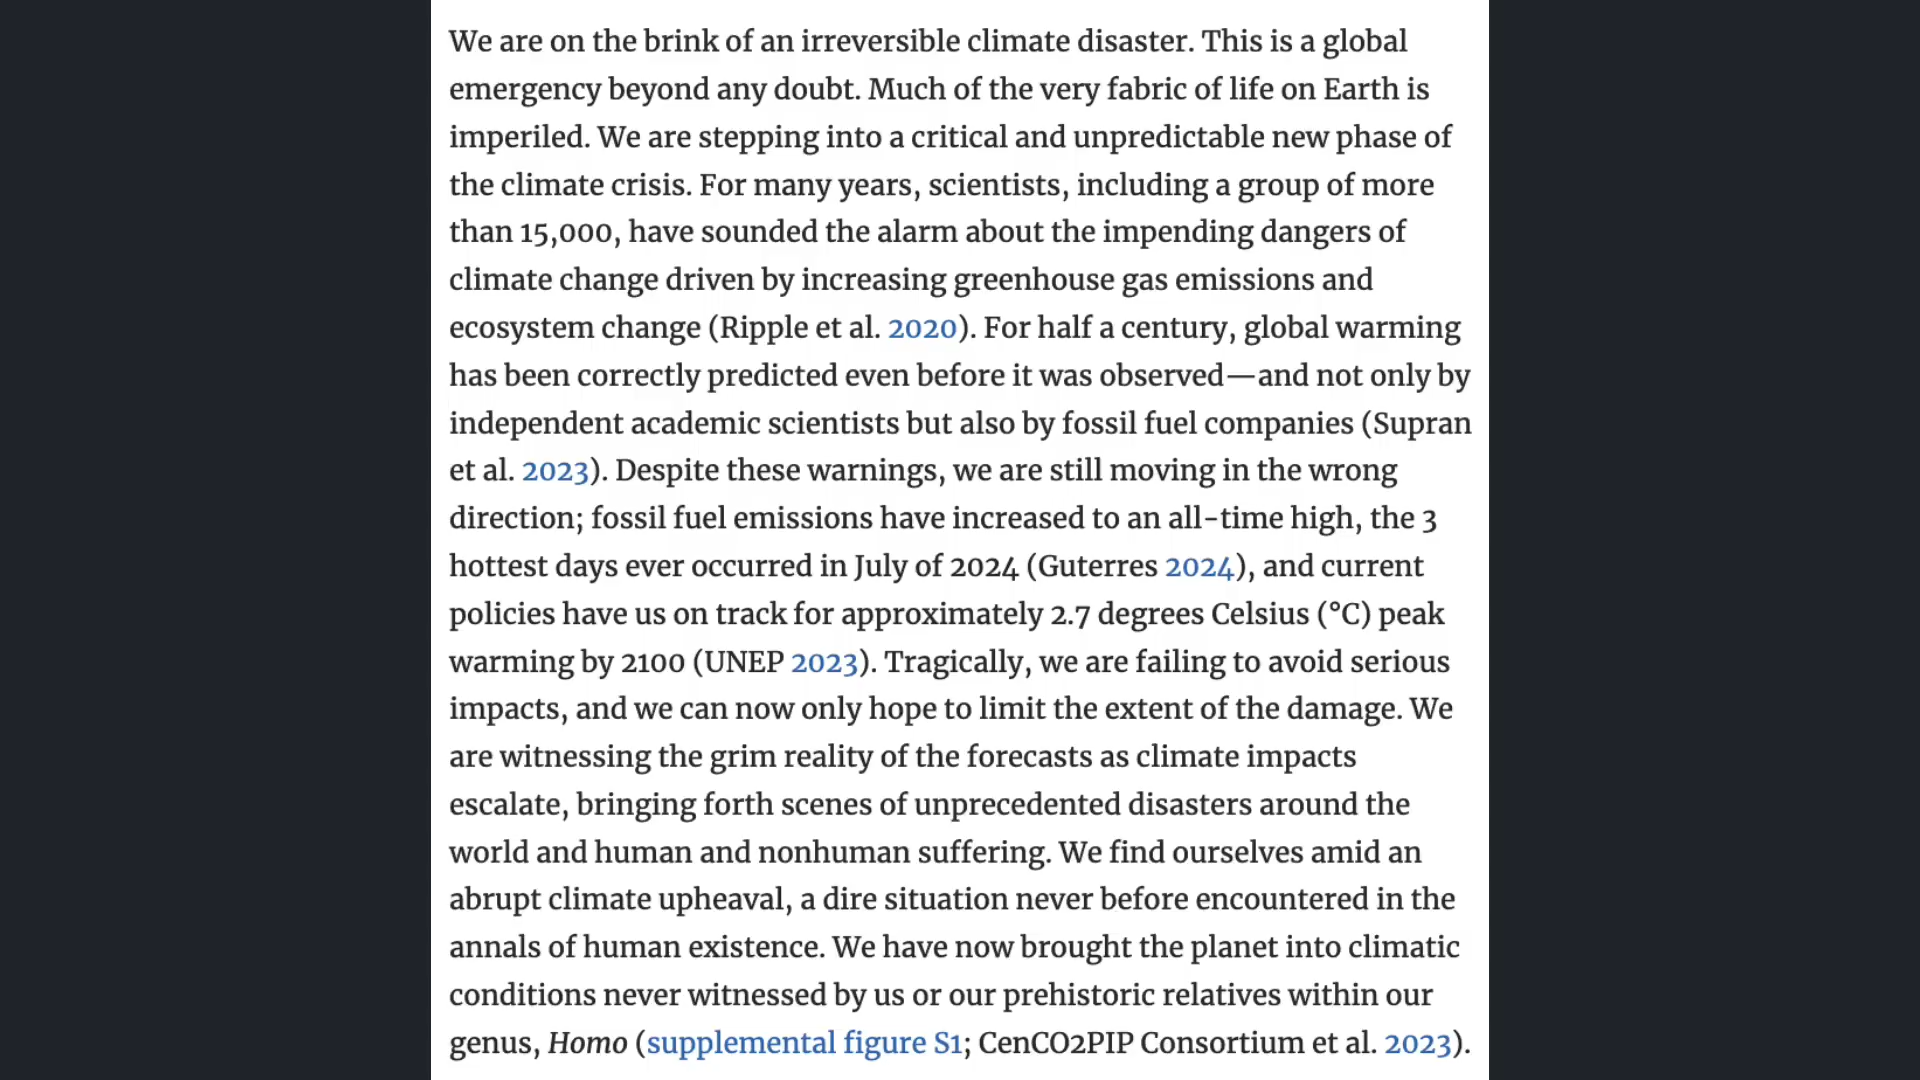 We are on the brink of an irreversible climate disaster. This is a global
emergency beyond any doubt. Much of the very fabric of life on Earth is
imperiled. We are stepping into a critical and unpredictable new phase of
the climate crisis. For many years, scientists, including a group of more
than 15,000, have sounded the alarm about the impending dangers of
climate change driven by increasing greenhouse gas emissions and
ecosystem change (Ripple et al. 2020). For half a century, global warming
has been correctly predicted even before it was observed—and not only by
independent academic scientists but also by fossil fuel companies (Supran
et al. 2023). Despite these warnings, we are still moving in the wrong
direction; fossil fuel emissions have increased to an all-time high, the 3
hottest days ever occurred in July of 2024 (Guterres 2024), and current
policies have us on track for approximately 2.7 degrees Celsius (°C) peak
warming by 2100 (UNEP 2023). Tragically, we are failing to avoid serious
impacts, and we can now only hope to limit the extent of the damage. We
are witnessing the grim reality of the forecasts as climate impacts
escalate, bringing forth scenes of unprecedented disasters around the
world and human and nonhuman suffering. We find ourselves amid an
abrupt climate upheaval, a dire situation never before encountered in the
annals of human existence. We have now brought the planet into climatic
conditions never witnessed by us or our prehistoric relatives within our
genus, Homo (supplemental figure S1; CenCO2PIP Consortium et al. 2023).